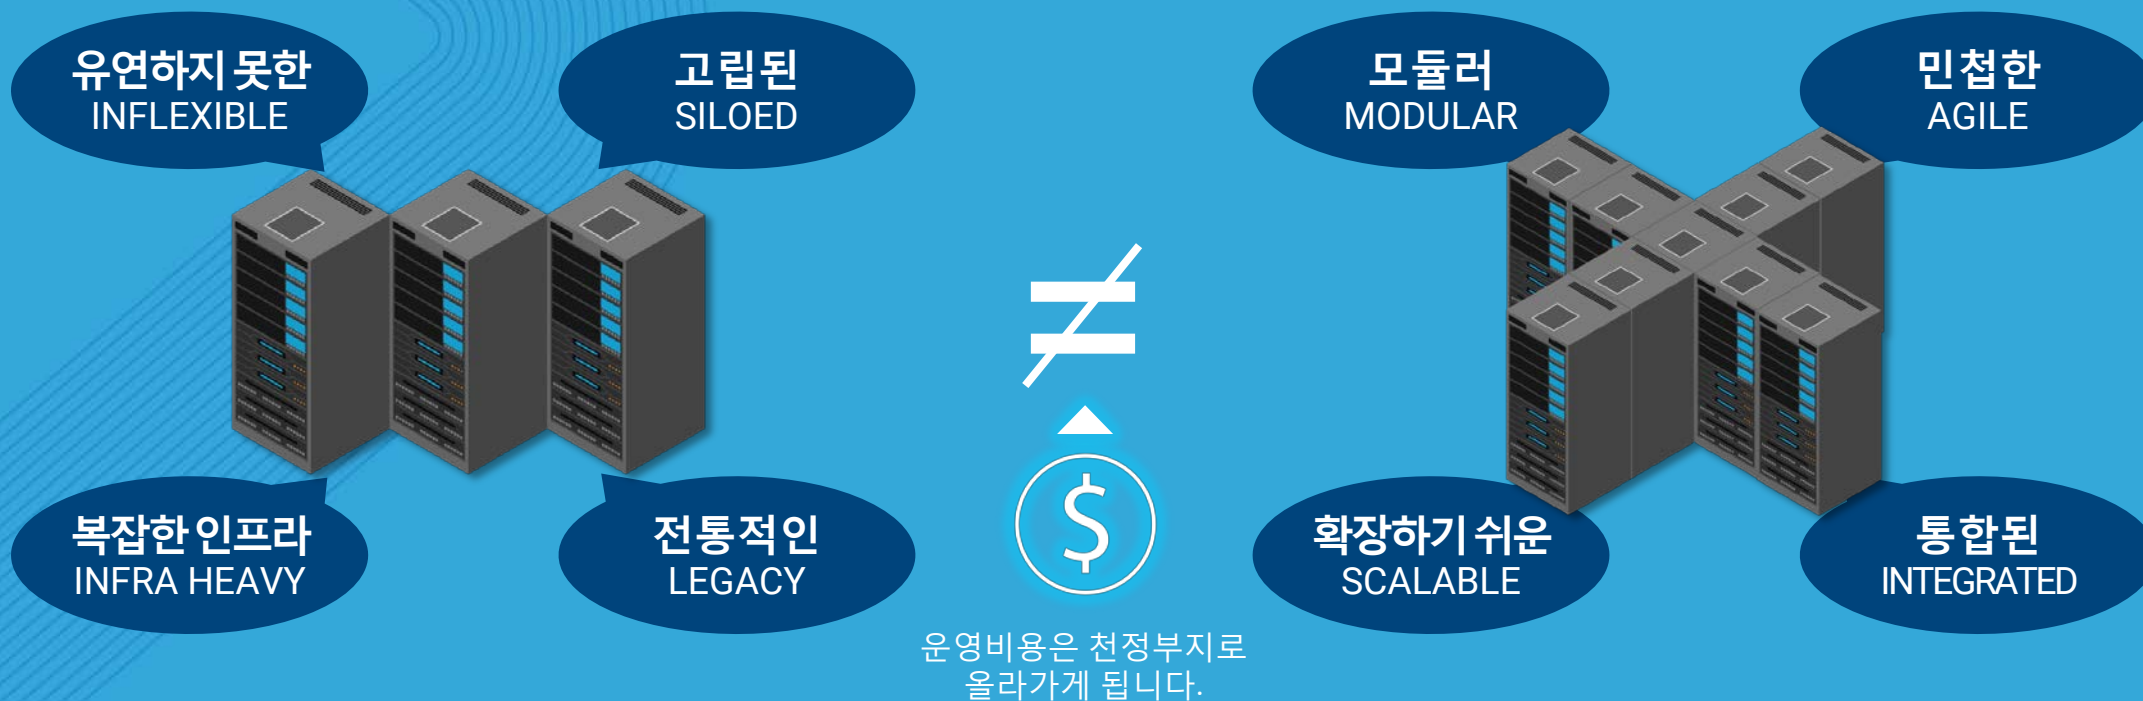 유연하지 못한
INFLEXIBLE
고립된
SILOED
모듈러
MODULAR
민첩한
AGILE
≠
$
복잡한 인프라
INFRA HEAVY
전통적인
LEGACY
확장하기 쉬운
SCALABLE
통합된
INTEGRATED
운영비용은 천정부지로
올라가게 됩니다.